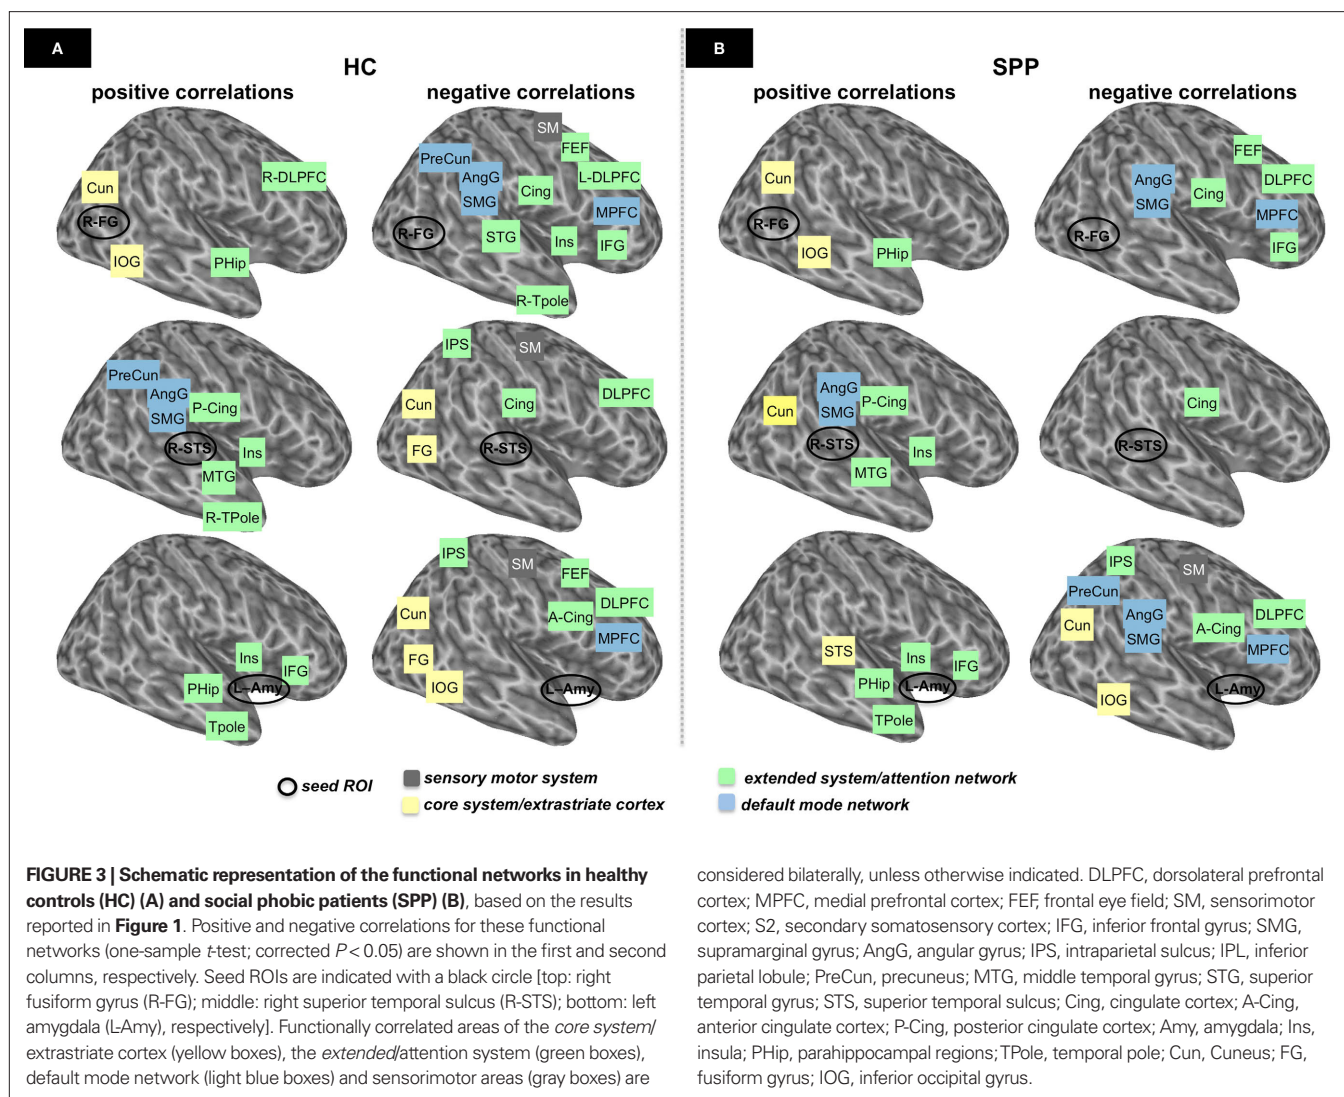 A
HC
positive correlations
negative correlations
Cun
R-FG
IOG
R-DLPFC
PHip
SM
FEF
PreCun
AngG
SMG
Cing
L-DLPFC
MPFC
R-FG
STG
Ins
IFG
R-Tpole
PreCun
AngG
SMG
P-Cing
R-STS
Ins
MTG
R-TPole
IPS
SM
DLPFC
Cun
Cing
FG
R-STS
Ins
IFG
PHip
L-Amy
Tpole
IPS
SM
FEF
DLPFC
Cun
A-Cing
MPFC
FG
IOG
L-Amy
B
SPP
positive correlations
negative correlations
Cun
R-FG
IOG
PHip
FEF
AngG
SMG
Cing
DLPFC
MPFC
R-FG
IFG
AngG
SMG
P-Cing
Cun
R-STS
Ins
MTG
Cing
R-STS
STS
Ins
IFG
PHip
L-Amy
TPole
IPS
SM
PreCun
AngG
SMG
DLPFC
Cun
A-Cing
MPFC
IOG
L-Amy
seed ROI
sensory motor system
core system/extrastriate cortex
extended system/attention network
default mode network
FIGURE 3 | Schematic representation of the functional networks in healthy
controls (HC) (A) and social phobic patients (SPP) (B), based on the results
reported in Figure 1. Positive and negative correlations for these functional
networks (one-sample t-test; corrected P < 0.05) are shown in the first and second
columns, respectively. Seed ROIs are indicated with a black circle [top: right
fusiform gyrus (R-FG); middle: right superior temporal sulcus (R-STS); bottom: left
amygdala (L-Amy), respectively]. Functionally correlated areas of the core system/
extrastriate cortex (yellow boxes), the extended/attention system (green boxes),
default mode network (light blue boxes) and sensorimotor areas (gray boxes) are
considered bilaterally, unless otherwise indicated. DLPFC, dorsolateral prefrontal
cortex; MPFC, medial prefrontal cortex; FEF, frontal eye field; SM, sensorimotor
cortex; S2, secondary somatosensory cortex; IFG, inferior frontal gyrus; SMG,
supramarginal gyrus; AngG, angular gyrus; IPS, intraparietal sulcus; IPL, inferior
parietal lobule; PreCun, precuneus; MTG, middle temporal gyrus; STG, superior
temporal gyrus; STS, superior temporal sulcus; Cing, cingulate cortex; A-Cing,
anterior cingulate cortex; P-Cing, posterior cingulate cortex; Amy, amygdala; Ins,
insula; PHip, parahippocampal regions; TPole, temporal pole; Cun, Cuneus; FG,
fusiform gyrus; IOG, inferior occipital gyrus.